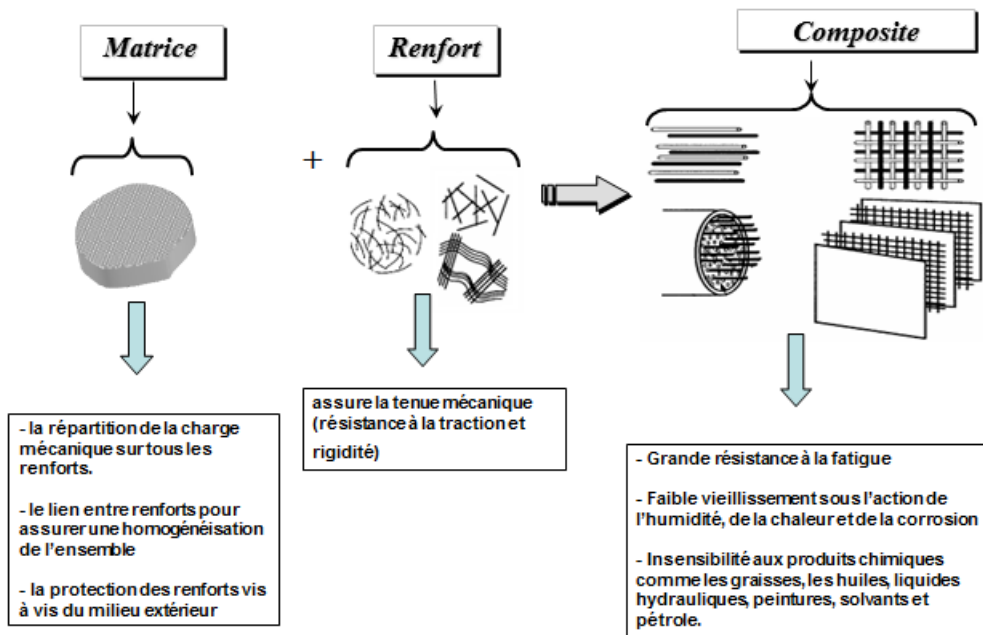 Matrice
Renfort
Composite
+
- la répartition de la charge
mécanique sur tous les
renforts.
- le lien entre renforts pour
assurer une homogénéisation
de l'ensemble
- la protection des renforts vis
à vis du milieu extérieur
assure la tenue mécanique
(résistance à la traction et
rigidité)
- Grande résistance à la fatigue
- Faible vieillissement sous l'action de
l'humidité, de la chaleur et de la corrosion
- Insensibilité aux produits chimiques
comme les graisses, les huiles, liquides
hydrauliques, peintures, solvants et
pétrole.